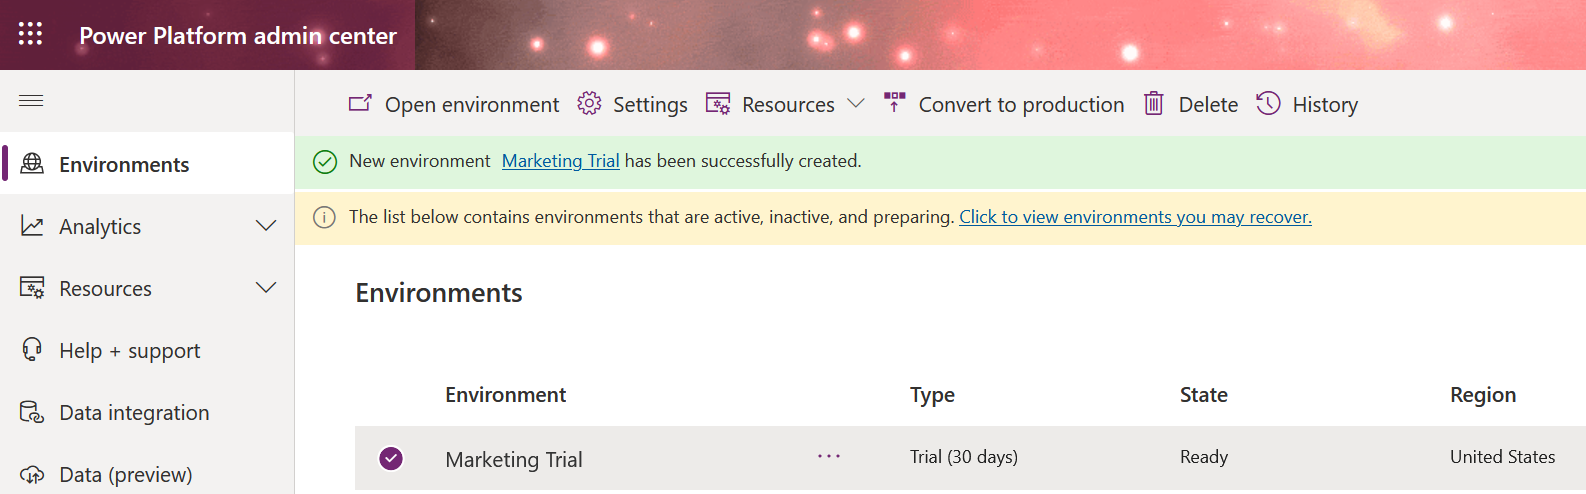 Power Platform admin center
Open environment Settings Resources Convert to production Delete History
New environment Marketing Trial has been successfully created.
The list below contains environments that are active, inactive, and preparing. Click to view environments you may recover.
Environments
Analytics
Resources
Help + support
Data integration
Data (preview)
Environments
Environment Type State Region
Marketing Trial ... Trial (30 days) Ready United States